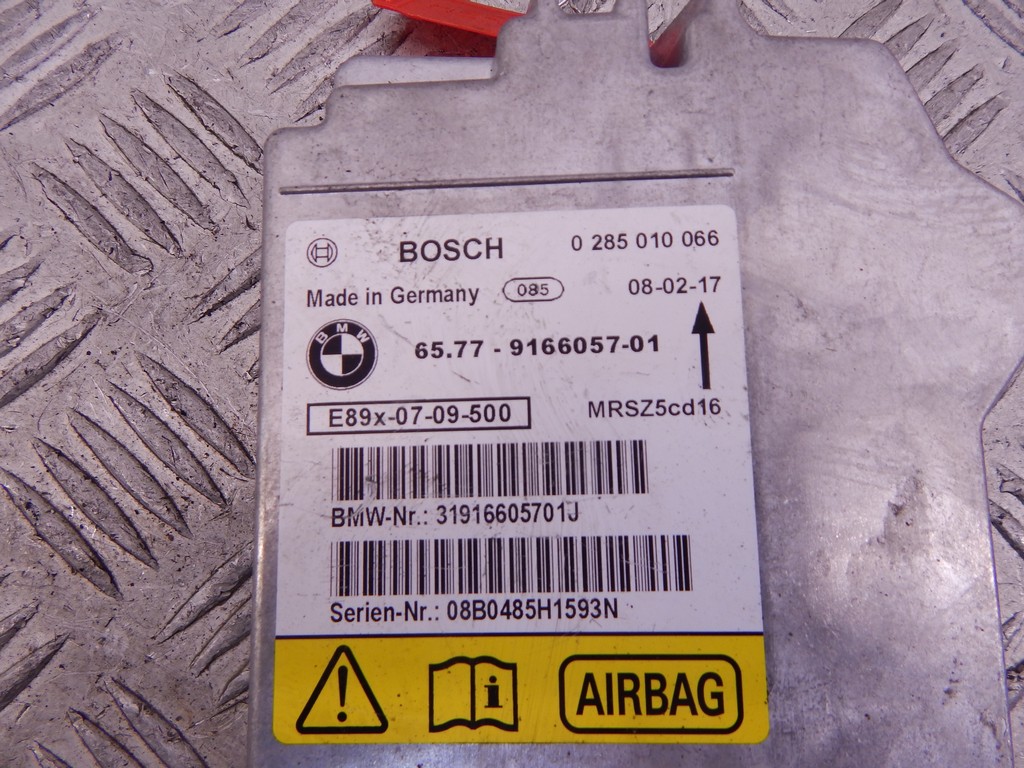 BOSCH 0 285 010 066
Made in Germany 085 08-02-17
BMW 65.77 - 9166057-01
E89x-07-09-500 MRSZ5cd16
BMW-Nr.: 31916605701J
Serien-Nr.: 08B0485H1593N
! i AIRBAG